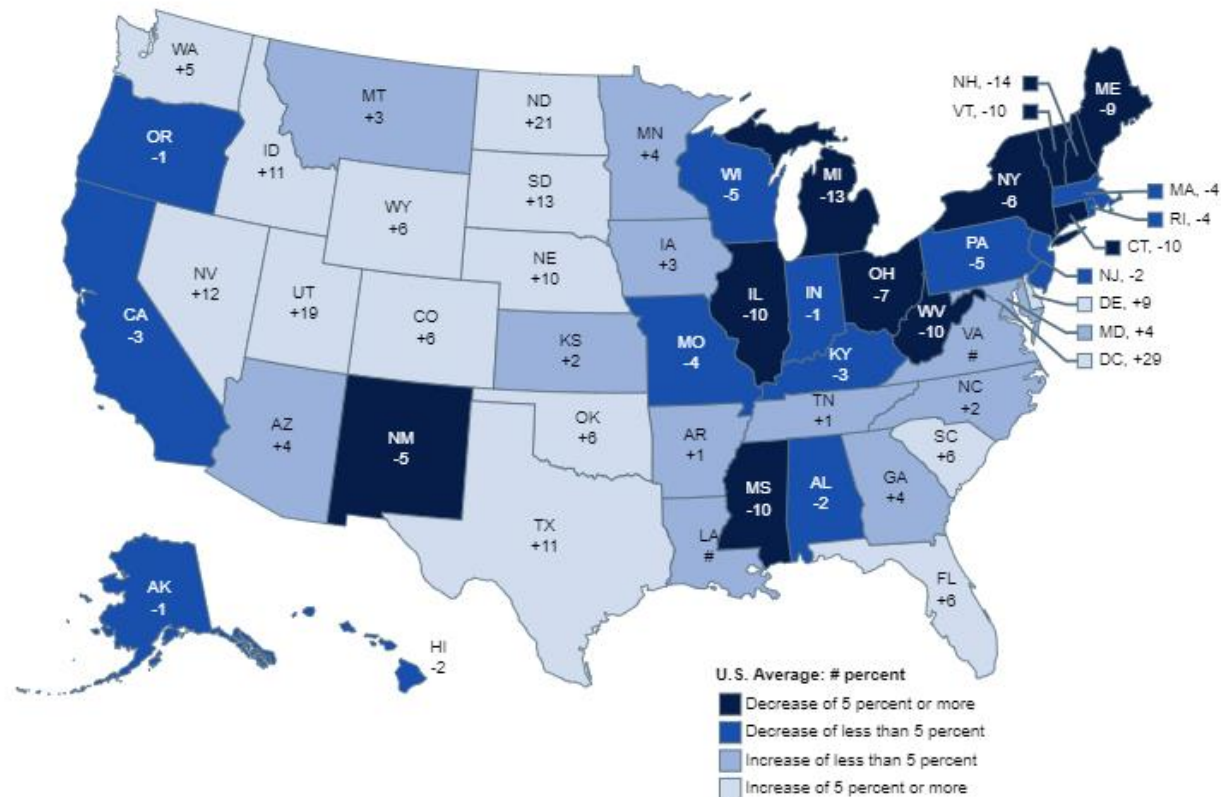 WA
+5
MT
+3
ND
+21
MN
+4
OR
-1
ID
+11
SD
+13
WI
-5
MI
-13
NH, -14
VT, -10
ME
-9
NY
-6
MA, -4
RI, -4
CT, -10
WY
+6
NE
+10
IA
+3
PA
-5
NJ, -2
NV
+12
UT
+19
CO
+6
IL
-10
IN
-1
OH
-7
WV
-10
DE, +9
MD, +4
DC, +29
CA
-3
KS
+2
MO
-4
KY
-3
VA
#
AZ
+4
NM
-5
OK
+6
AR
+1
TN
+1
NC
+2
SC
+6
TX
+11
LA
#
MS
-10
AL
-2
GA
+4
FL
+6
AK
-1
HI
-2
U.S. Average: # percent
Decrease of 5 percent or more
Decrease of less than 5 percent
Increase of less than 5 percent
Increase of 5 percent or more